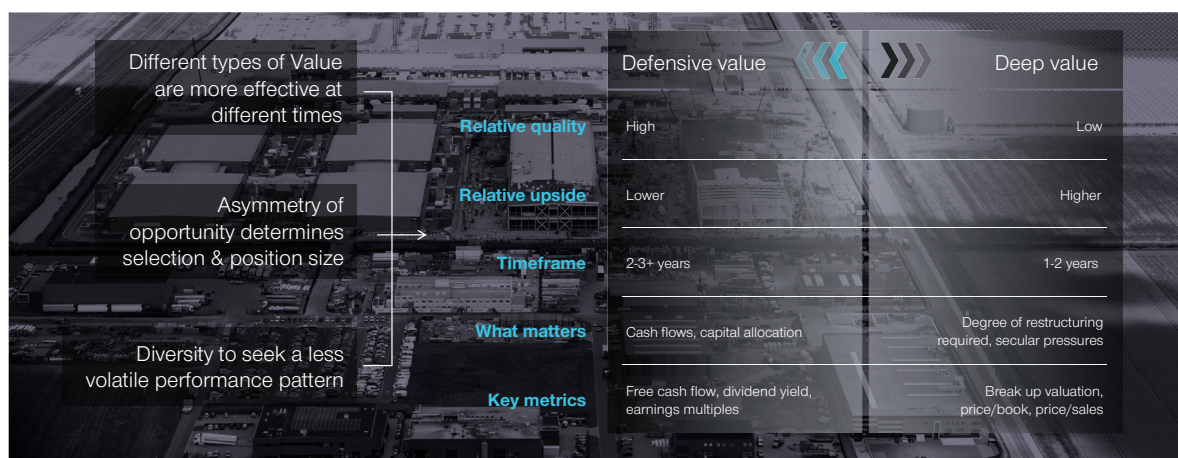 Different types of Value
are more effective at
different times
Asymmetry of
opportunity determines
selection & position size
Diversity to seek a less
volatile performance pattern
Defensive value
Deep value
Relative quality
High
Low
Relative upside
Lower
Higher
Timeframe
2-3+ years
1-2 years
What matters
Cash flows, capital allocation
Degree of restructuring
required, secular pressures
Key metrics
Free cash flow, dividend yield,
earnings multiples
Break up valuation,
price/book, price/sales